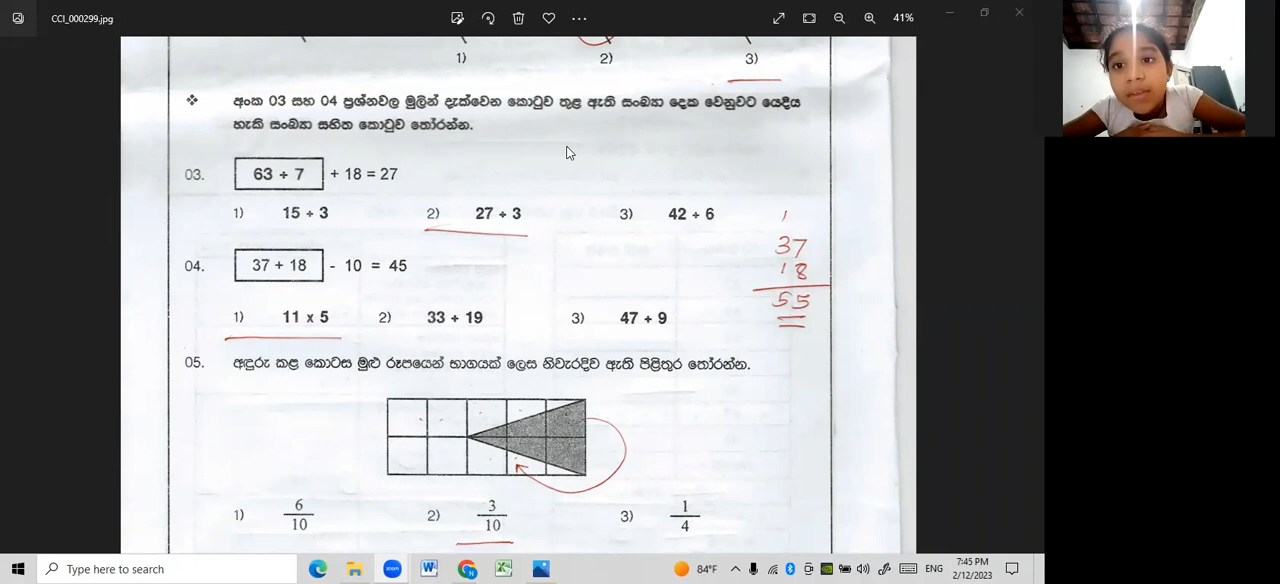 CCI_000299.jpg
41%
1) 2) 3)
❖ අංක 03 සහ 04 ප්‍රශ්නවල මුලින් දැක්වෙන කොටුව තුළ ඇති සංඛ්‍යා දෙක වෙනුවට යෙදිය
හැකි සංඛ්‍යා සහිත කොටුව තෝරන්න.
03. 63 ÷ 7 + 18 = 27
1) 15 ÷ 3 2) 27 ÷ 3 3) 42 ÷ 6
1
37
18
55
04. 37 + 18 - 10 = 45
1) 11 x 5 2) 33 + 19 3) 47 + 9
05. අඳුරු කළ කොටස මුළු රූපයෙන් භාගයක් ලෙස නිවැරදිව ඇති පිළිතුර තෝරන්න.
1) 6/10 2) 3/10 3) 1/4
Type here to search
zoom
84°F
ENG
7:45 PM
2/12/2023